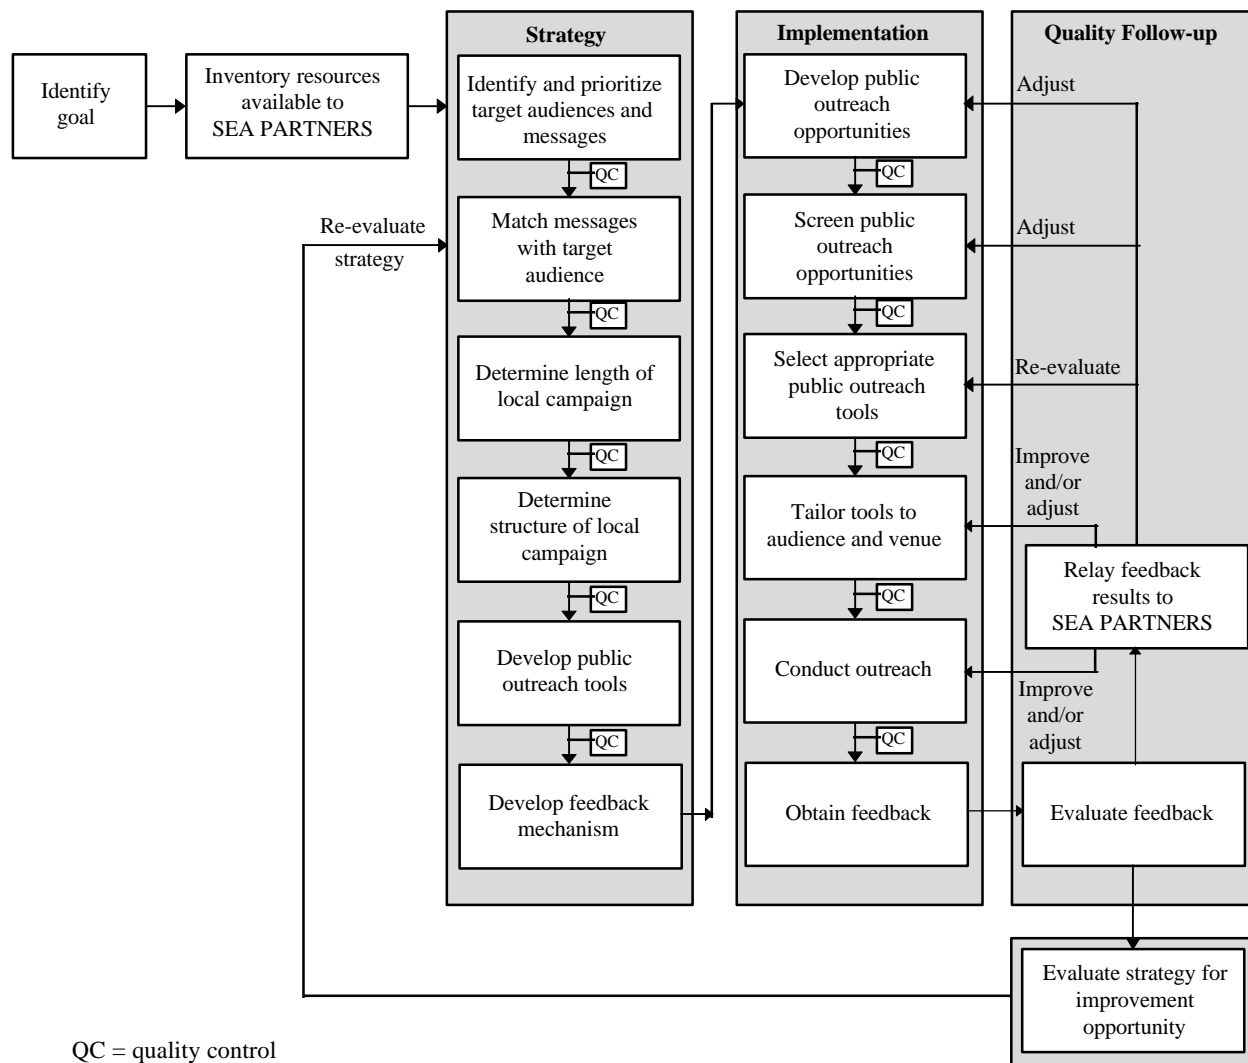 Identify
goal
Inventory resources
available to
SEA PARTNERS
Strategy
Identify and prioritize
target audiences and
messages
QC
Match messages
with target
audience
QC
Determine length of
local campaign
QC
Determine
structure of local
campaign
QC
Develop public
outreach tools
QC
Develop feedback
mechanism
Re-evaluate
strategy
Implementation
Develop public
outreach
opportunities
QC
Screen public
outreach
opportunities
QC
Select appropriate
public outreach
tools
QC
Tailor tools to
audience and venue
QC
Conduct outreach
QC
Obtain feedback
Quality Follow-up
Adjust
Adjust
Re-evaluate
Improve
and/or
adjust
Relay feedback
results to
SEA PARTNERS
Improve
and/or
adjust
Evaluate feedback
Evaluate strategy for
improvement
opportunity
QC = quality control